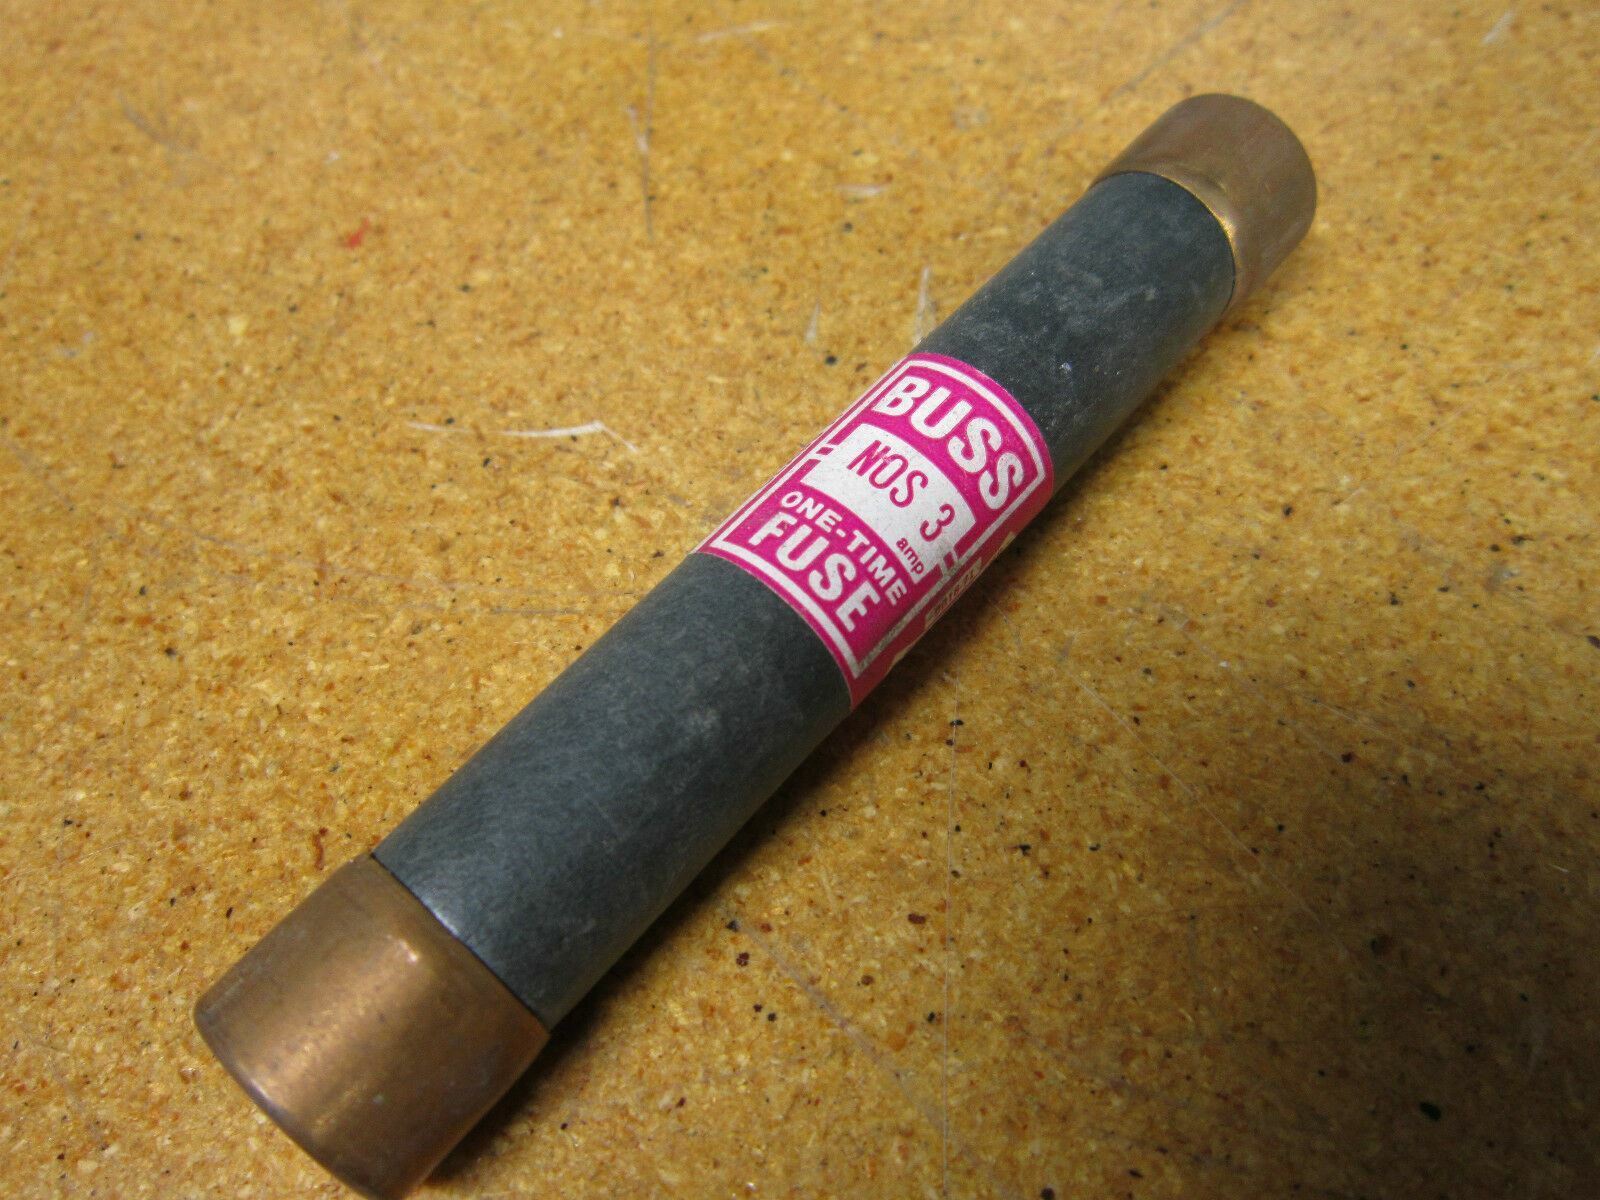 BUSS
NOS 3
amp
ONE-TIME
FUSE